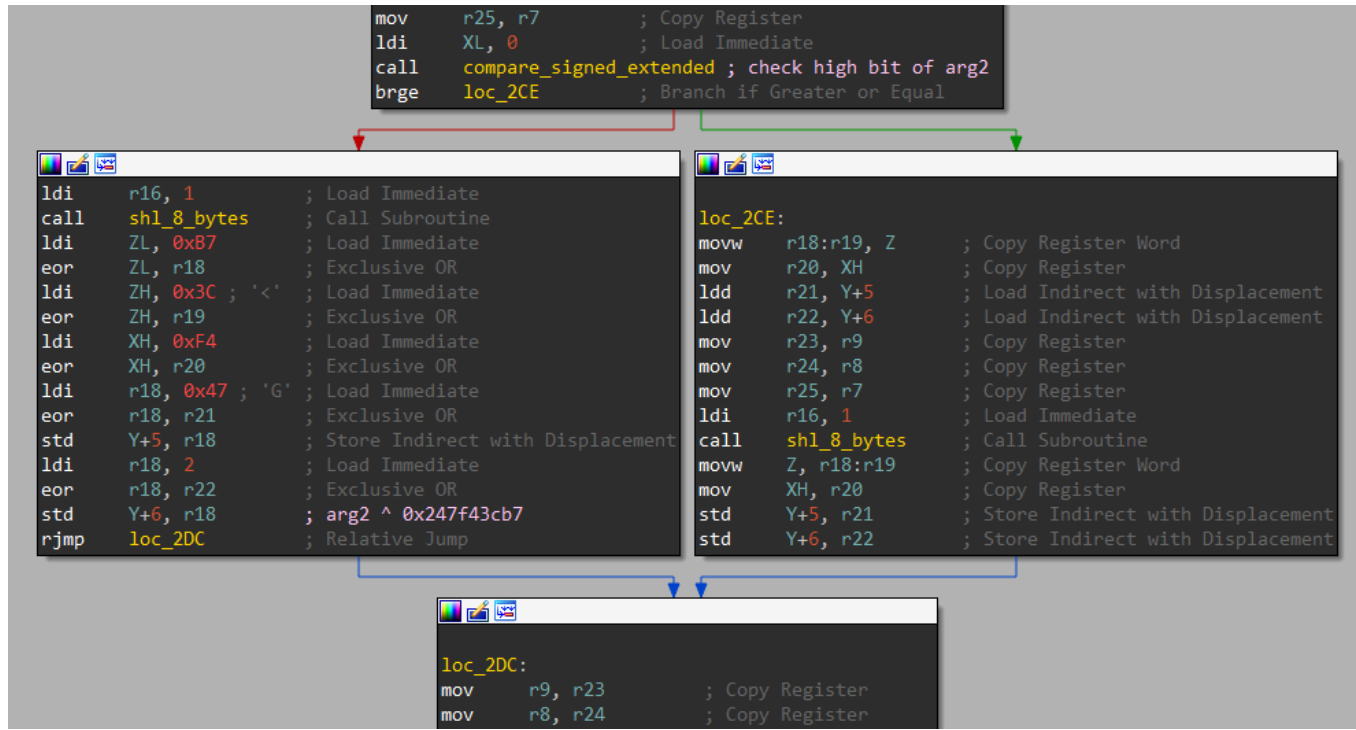 mov r25, r7 ; Copy Register
ldi XL, 0 ; Load Immediate
call compare_signed_extended ; check high bit of arg2
brge loc_2CE ; Branch if Greater or Equal
ldi r16, 1 ; Load Immediate
call shl_8_bytes ; Call Subroutine
ldi ZL, 0xB7 ; Load Immediate
eor ZL, r18 ; Exclusive OR
ldi ZH, 0x3C ; '<' ; Load Immediate
eor ZH, r19 ; Exclusive OR
ldi XH, 0xF4 ; Load Immediate
eor XH, r20 ; Exclusive OR
ldi r18, 0x47 ; 'G' ; Load Immediate
eor r18, r21 ; Exclusive OR
std Y+5, r18 ; Store Indirect with Displacement
ldi r18, 2 ; Load Immediate
eor r18, r22 ; Exclusive OR
std Y+6, r18 ; arg2 ^ 0x247f43cb7
rjmp loc_2DC ; Relative Jump
loc_2CE:
movw r18:r19, Z ; Copy Register Word
mov r20, XH ; Copy Register
ldd r21, Y+5 ; Load Indirect with Displacement
ldd r22, Y+6 ; Load Indirect with Displacement
mov r23, r9 ; Copy Register
mov r24, r8 ; Copy Register
mov r25, r7 ; Copy Register
ldi r16, 1 ; Load Immediate
call shl_8_bytes ; Call Subroutine
movw Z, r18:r19 ; Copy Register Word
mov XH, r20 ; Copy Register
std Y+5, r21 ; Store Indirect with Displacement
std Y+6, r22 ; Store Indirect with Displacement
loc_2DC:
mov r9, r23 ; Copy Register
mov r8, r24 ; Copy Register